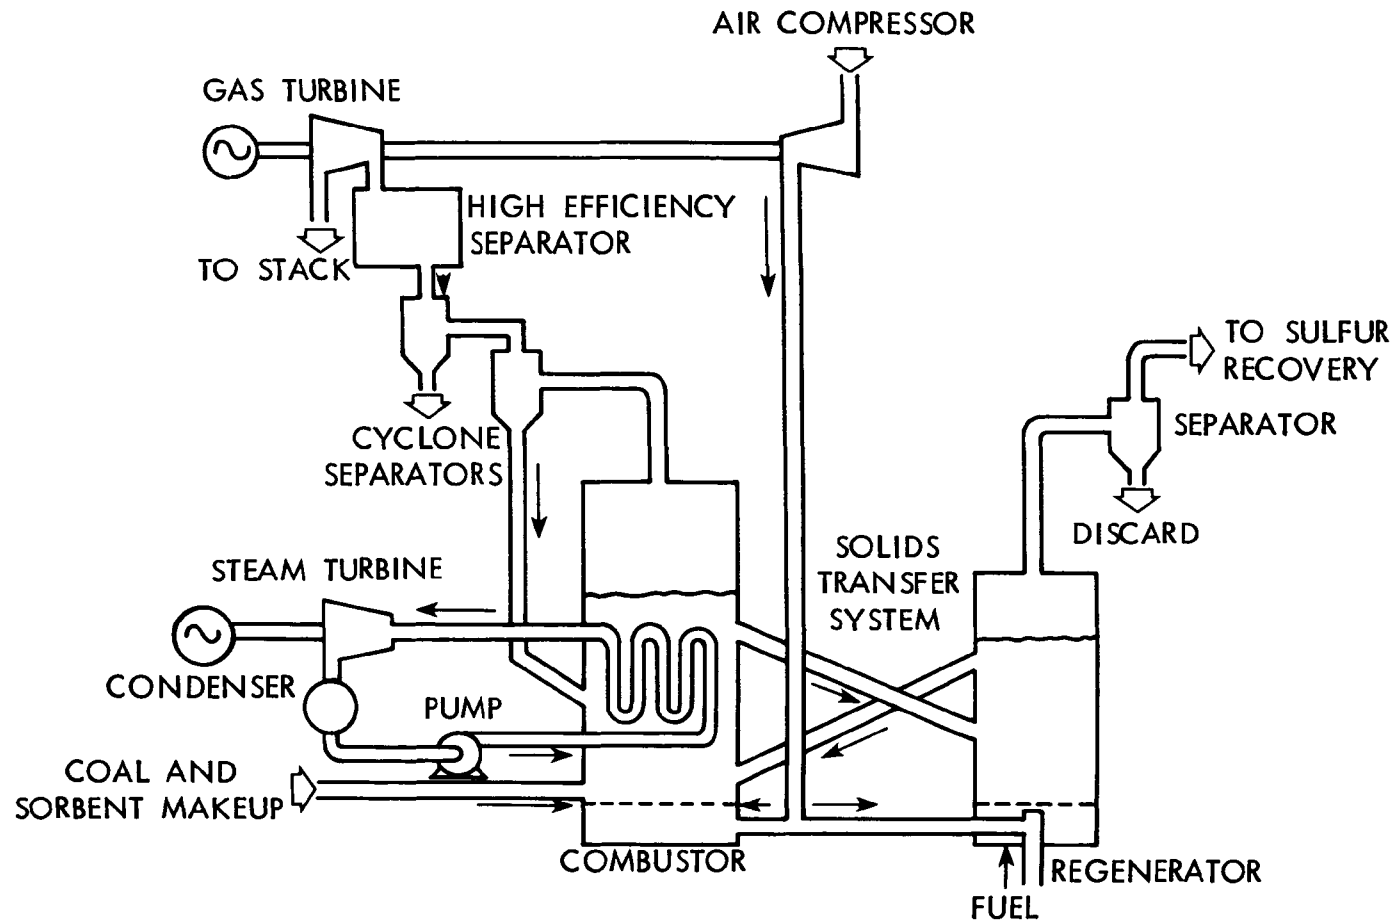 AIR COMPRESSOR
GAS TURBINE
HIGH EFFICIENCY
SEPARATOR
TO STACK
TO SULFUR
RECOVERY
SEPARATOR
CYCLONE
SEPARATORS
DISCARD
SOLIDS
TRANSFER
SYSTEM
STEAM TURBINE
CONDENSER
PUMP
COAL AND
SORBENT MAKEUP
COMBUSTOR
REGENERATOR
FUEL